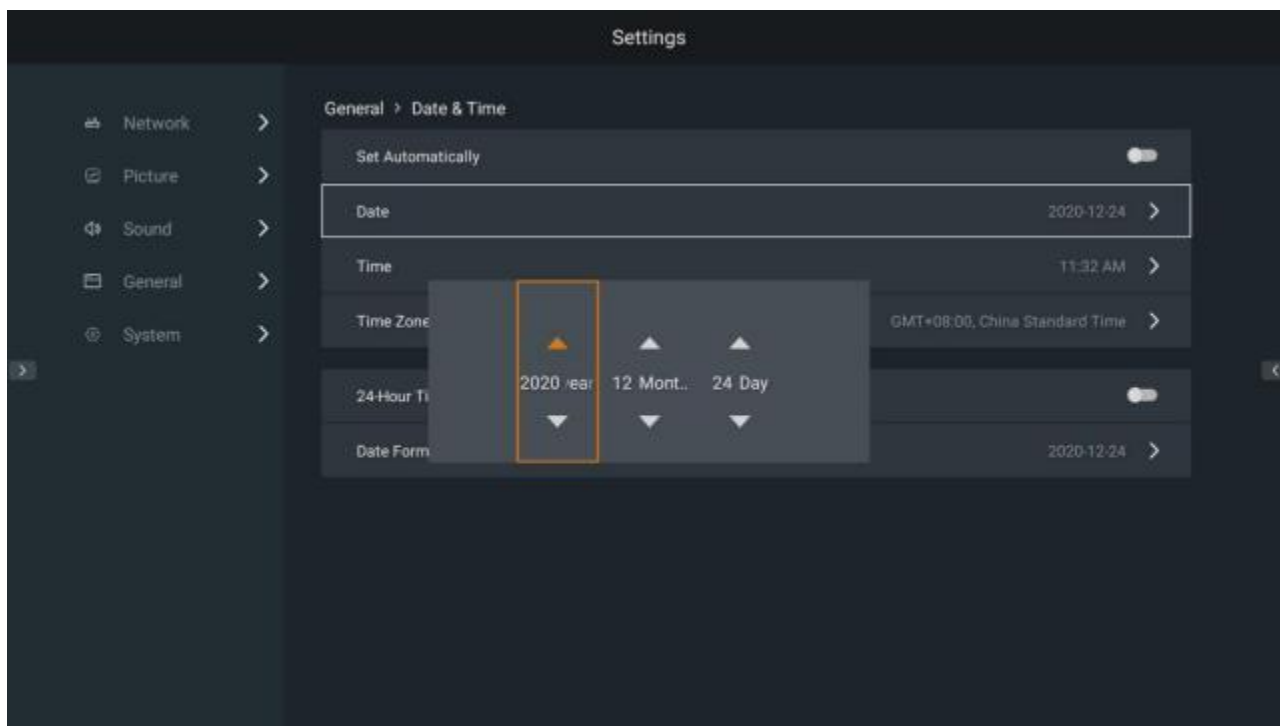 Settings
Network
Picture
Sound
General
System
General > Date & Time
Set Automatically
Date 2020-12-24
Time 11:32 AM
Time Zone GMT+08:00, China Standard Time
24-Hour Ti
Date Form 2020-12-24
2020 year 12 Mont.. 24 Day